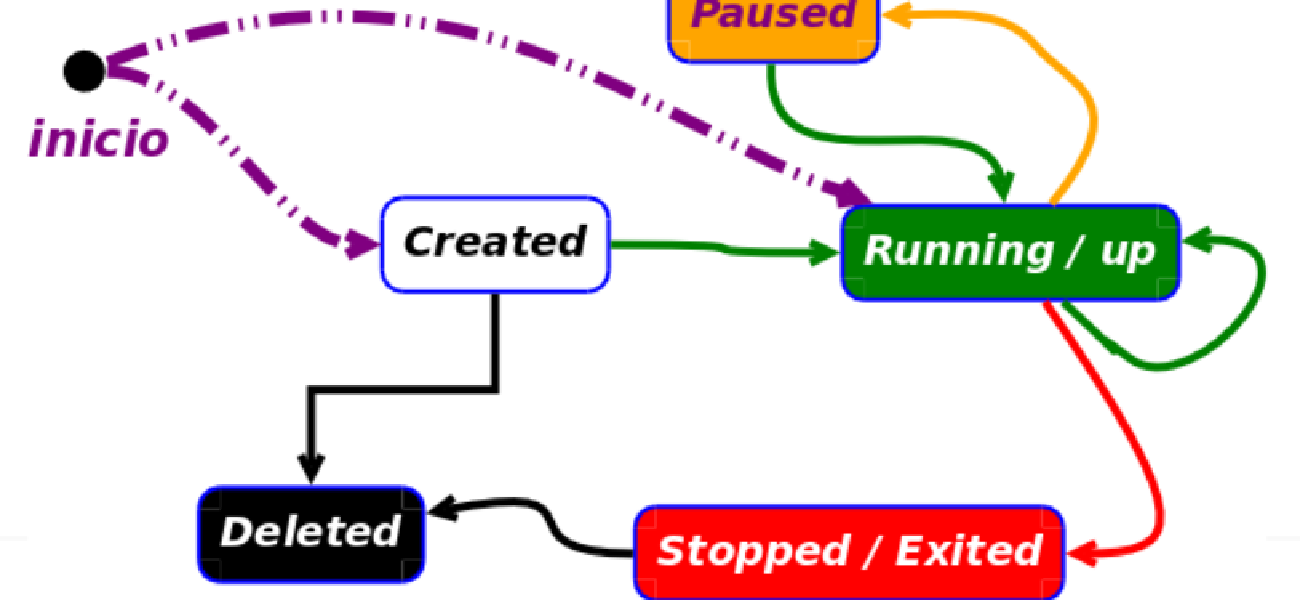 Paused
inicio
Created
Running / up
Deleted
Stopped / Exited